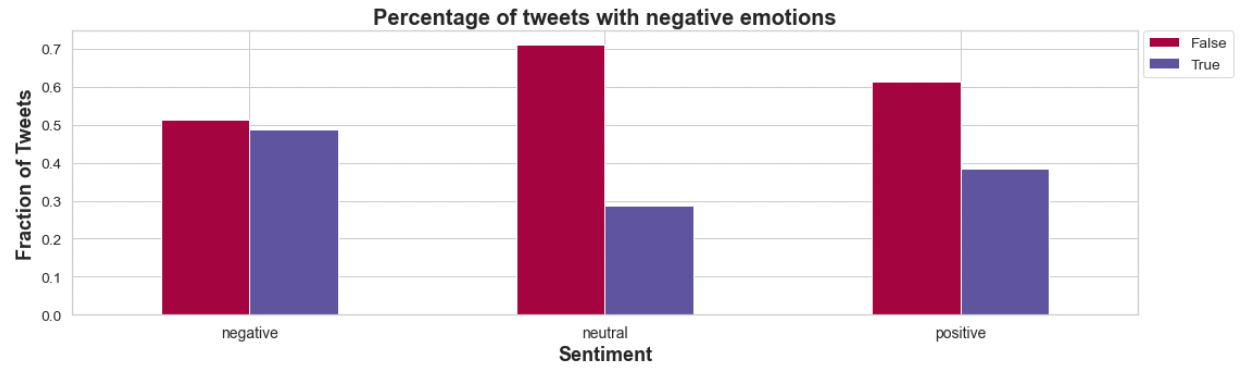 Percentage of tweets with negative emotions
False
True
Fraction of Tweets
0.7
0.6
0.5
0.4
0.3
0.2
0.1
0.0
negative neutral positive
Sentiment